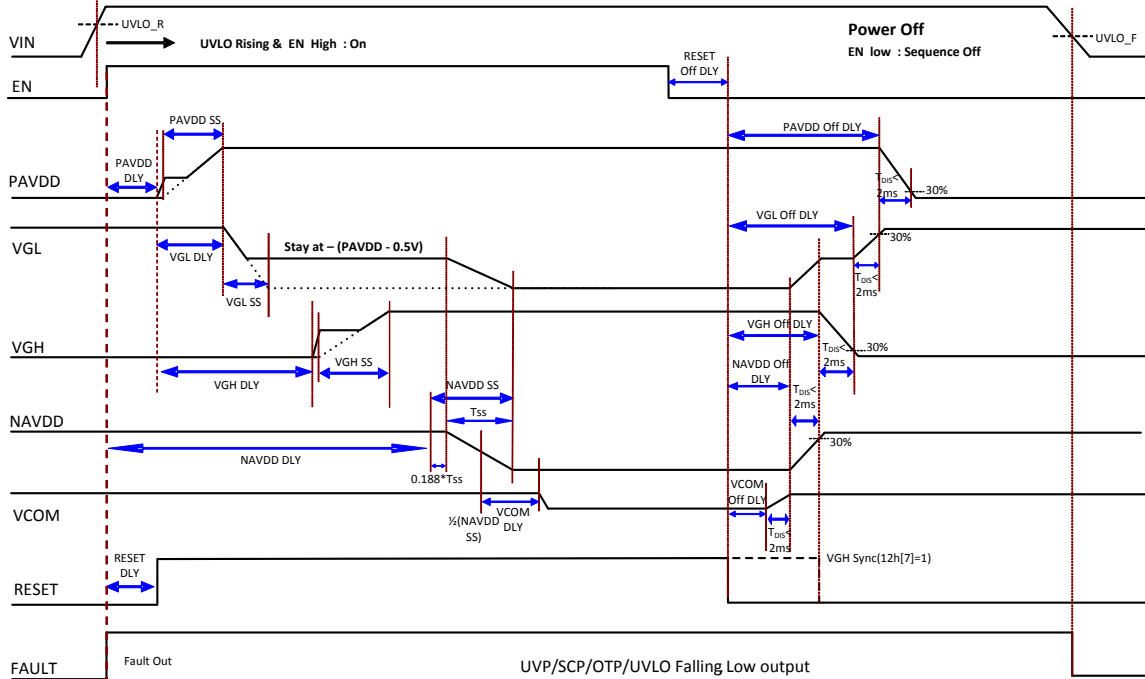 UVLO_R
VIN
UVLO Rising & EN High : On
Power Off
EN low : Sequence Off
UVLO_F
EN
RESET
Off DLY
PAVDD SS
PAVDD Off DLY
PAVDD
DLY
PAVDD
TDIS<
2ms
30%
VGL Off DLY
VGL
VGL DLY
Stay at – (PAVDD - 0.5V)
30%
VGL SS
TDIS<
2ms
VGH Off DLY
VGH
VGH DLY
VGH SS
TDIS<
2ms
30%
NAVDD Off
DLY
NAVDD SS
TDIS<
2ms
Tss
NAVDD
NAVDD DLY
30%
0.188*Tss
VCOM
½(NAVDD
SS)
VCOM
DLY
VCOM
Off DLY
TDIS<
2ms
RESET
DLY
VGH Sync(12h[7]=1)
RESET
FAULT
Fault Out
UVP/SCP/OTP/UVLO Falling Low output